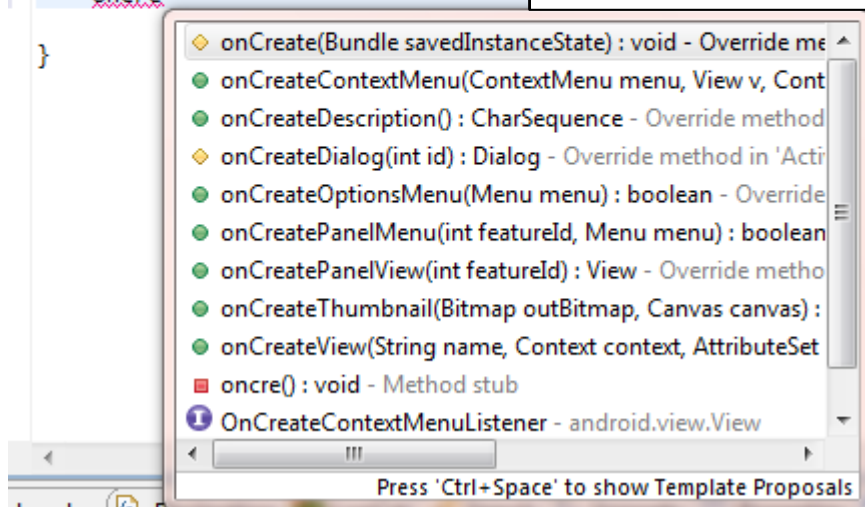 onCreate(Bundle savedInstanceState) : void - Override me
}
onCreateContextMenu(ContextMenu menu, View v, Cont
onCreateDescription() : CharSequence - Override method
onCreateDialog(int id) : Dialog - Override method in 'Acti
onCreateOptionsMenu(Menu menu) : boolean - Override
onCreatePanelMenu(int featureId, Menu menu) : boolean
onCreatePanelView(int featureId) : View - Override metho
onCreateThumbnail(Bitmap outBitmap, Canvas canvas) :
onCreateView(String name, Context context, AttributeSet
oncre() : void - Method stub
I OnCreateContextMenuListener - android.view.View
Press 'Ctrl+Space' to show Template Proposals